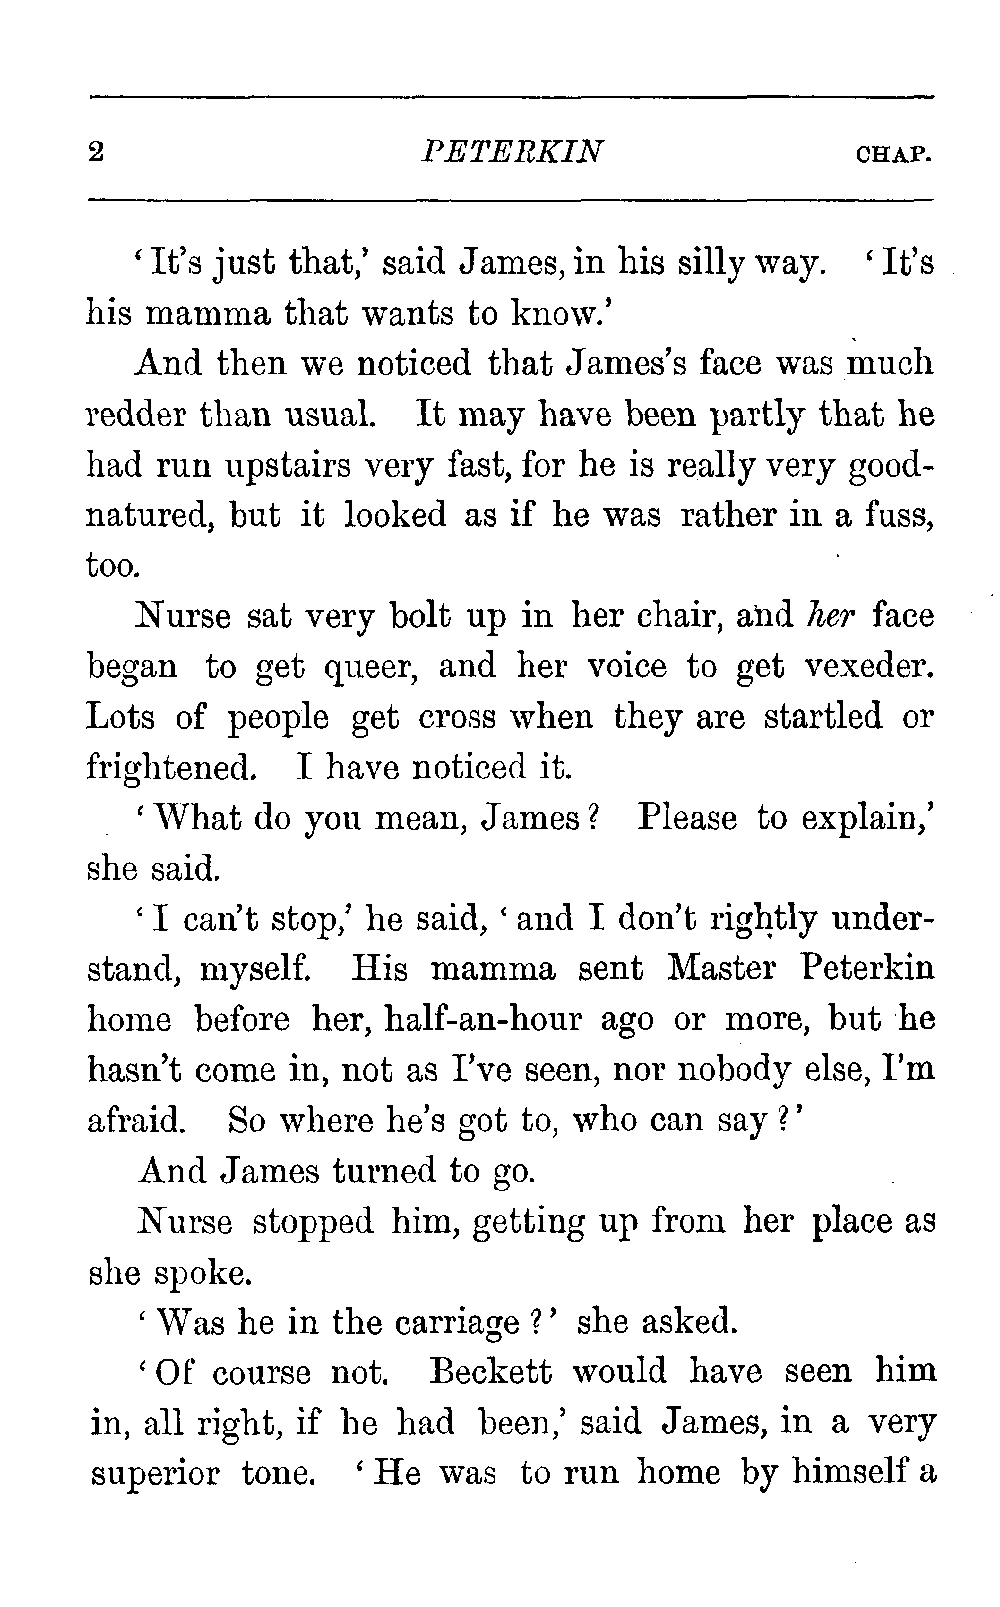 2 PETERKIN CHAP.
‘It’s just that,’ said James, in his silly way. ‘It’s
his mamma that wants to know.’
And then we noticed that James’s face was much
redder than usual. It may have been partly that he
had run upstairs very fast, for he is really very good-
natured, but it looked as if he was rather in a fuss,
too.
Nurse sat very bolt up in her chair, and her face
began to get queer, and her voice to get vexeder.
Lots of people get cross when they are startled or
frightened. I have noticed it.
‘What do you mean, James? Please to explain,’
she said.
‘I can’t stop,’ he said, ‘and I don’t rightly under-
stand, myself. His mamma sent Master Peterkin
home before her, half-an-hour ago or more, but he
hasn’t come in, not as I’ve seen, nor nobody else, I’m
afraid. So where he’s got to, who can say?’
And James turned to go.
Nurse stopped him, getting up from her place as
she spoke.
‘Was he in the carriage?’ she asked.
‘Of course not. Beckett would have seen him
in, all right, if he had been,’ said James, in a very
superior tone. ‘He was to run home by himself a